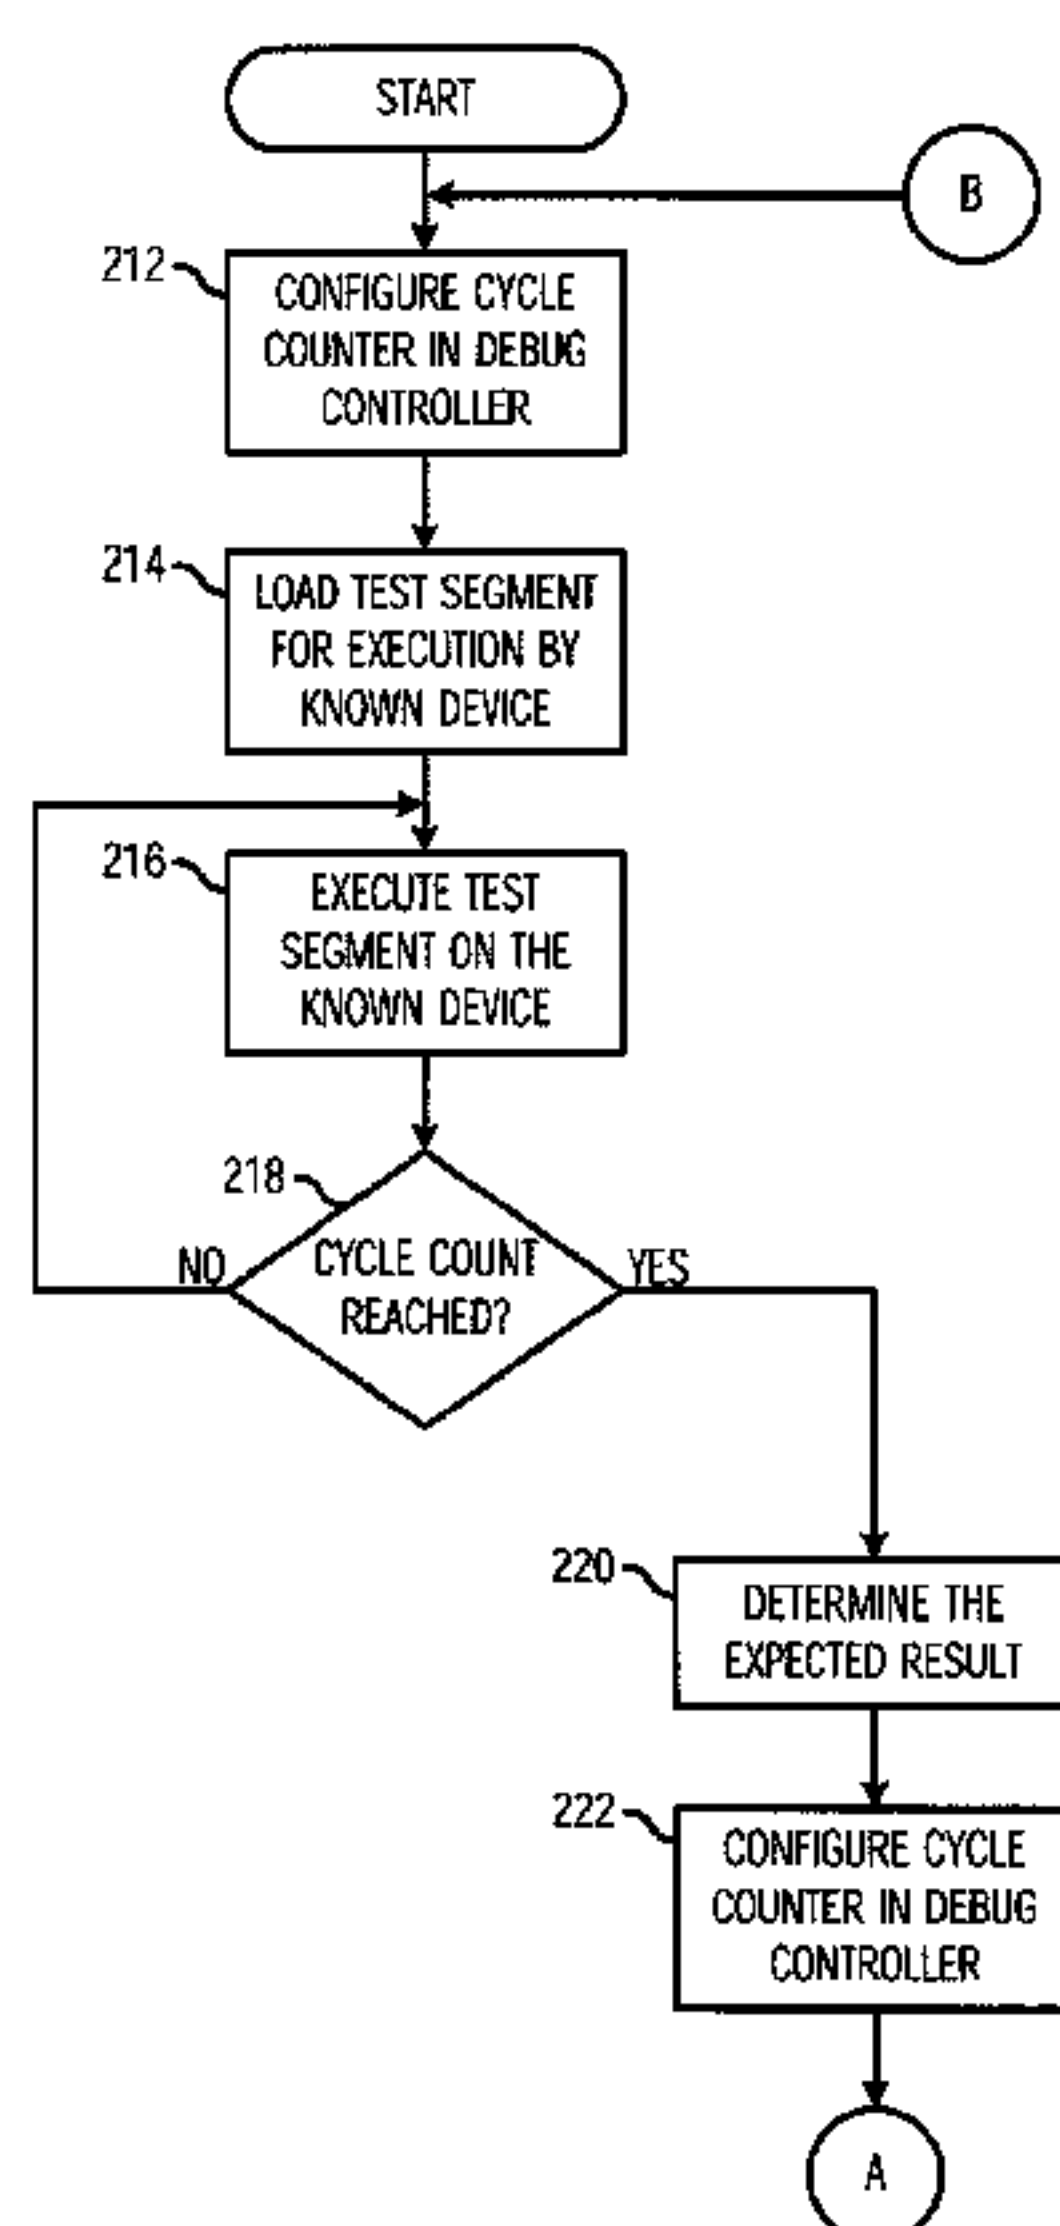 START
B
212
CONFIGURE CYCLE
COUNTER IN DEBUG
CONTROLLER
214
LOAD TEST SEGMENT
FOR EXECUTION BY
KNOWN DEVICE
216
EXECUTE TEST
SEGMENT ON THE
KNOWN DEVICE
218
CYCLE COUNT
REACHED?
NO
YES
220
DETERMINE THE
EXPECTED RESULT
222
CONFIGURE CYCLE
COUNTER IN DEBUG
CONTROLLER
A